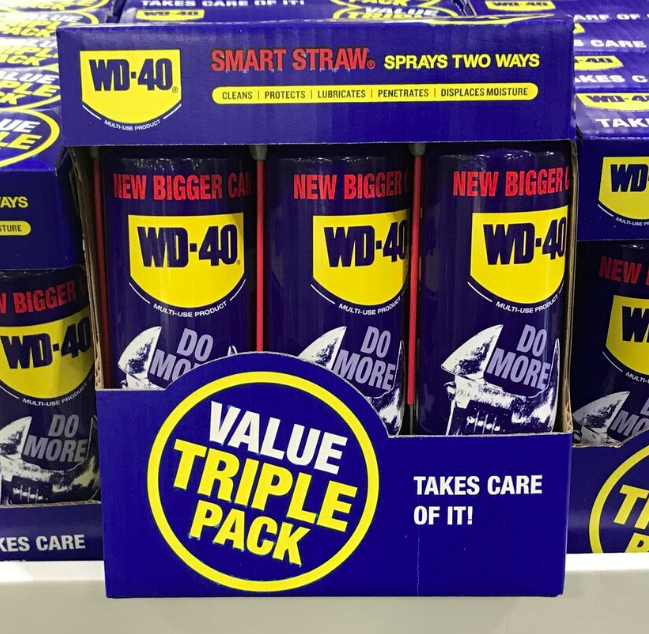 TAKES CARE OF IT!
WD-40®
MULTI-USE PRODUCT
SMART STRAW® SPRAYS TWO WAYS
CLEANS | PROTECTS | LUBRICATES | PENETRATES | DISPLACES MOISTURE
NEW BIGGER CAN
WD-40®
MULTI-USE PRODUCT
DO
MORE
NEW BIGGER
WD-40
MULTI-USE PRODUCT
DO
MORE
NEW BIGGER
WD-40
MULTI-USE PRODUCT
DO
MORE
VALUE
TRIPLE
PACK
TAKES CARE
OF IT!
BIGGER
WD-40
MULTI-USE PRODUCT
DO
MORE
CARE
NEW